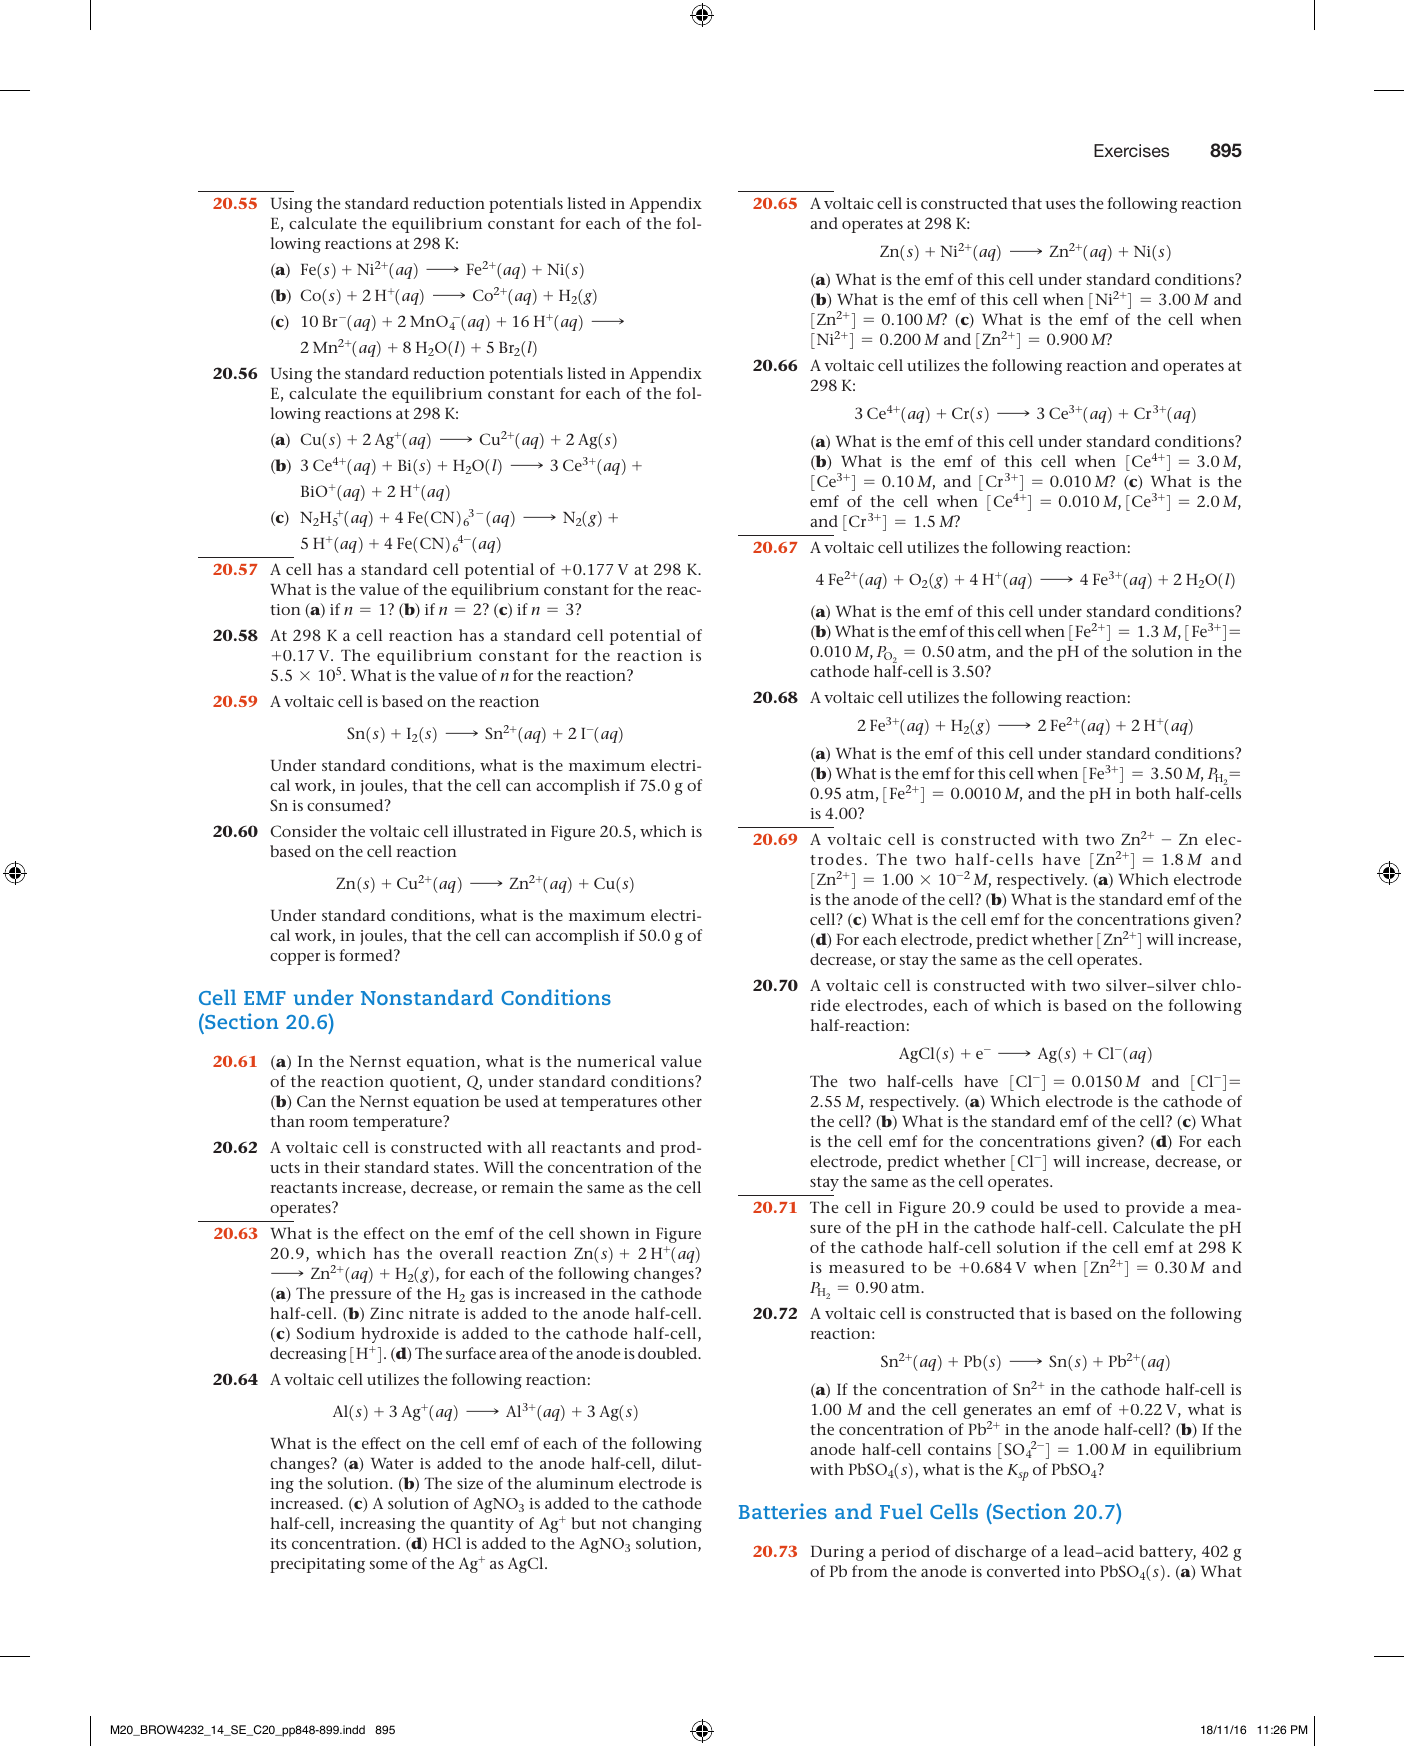 Exercises 895
20.55 Using the standard reduction potentials listed in Appendix
E, calculate the equilibrium constant for each of the fol-
lowing reactions at 298 K:
(a) Fe(s) + Ni²⁺(aq) ⟶ Fe²⁺(aq) + Ni(s)
(b) Co(s) + 2 H⁺(aq) ⟶ Co²⁺(aq) + H₂(g)
(c) 10 Br⁻(aq) + 2 MnO₄⁻(aq) + 16 H⁺(aq) ⟶
2 Mn²⁺(aq) + 8 H₂O(l) + 5 Br₂(l)
20.56 Using the standard reduction potentials listed in Appendix
E, calculate the equilibrium constant for each of the fol-
lowing reactions at 298 K:
(a) Cu(s) + 2 Ag⁺(aq) ⟶ Cu²⁺(aq) + 2 Ag(s)
(b) 3 Ce⁴⁺(aq) + Bi(s) + H₂O(l) ⟶ 3 Ce³⁺(aq) +
BiO⁺(aq) + 2 H⁺(aq)
(c) N₂H₅⁺(aq) + 4 Fe(CN)₆³⁻(aq) ⟶ N₂(g) +
5 H⁺(aq) + 4 Fe(CN)₆⁴⁻(aq)
20.57 A cell has a standard cell potential of +0.177 V at 298 K.
What is the value of the equilibrium constant for the reac-
tion (a) if n = 1? (b) if n = 2? (c) if n = 3?
20.58 At 298 K a cell reaction has a standard cell potential of
+0.17 V. The equilibrium constant for the reaction is
5.5 × 10⁵. What is the value of n for the reaction?
20.59 A voltaic cell is based on the reaction
Sn(s) + I₂(s) ⟶ Sn²⁺(aq) + 2 I⁻(aq)
Under standard conditions, what is the maximum electri-
cal work, in joules, that the cell can accomplish if 75.0 g of
Sn is consumed?
20.60 Consider the voltaic cell illustrated in Figure 20.5, which is
based on the cell reaction
Zn(s) + Cu²⁺(aq) ⟶ Zn²⁺(aq) + Cu(s)
Under standard conditions, what is the maximum electri-
cal work, in joules, that the cell can accomplish if 50.0 g of
copper is formed?
Cell EMF under Nonstandard Conditions
(Section 20.6)
20.61 (a) In the Nernst equation, what is the numerical value
of the reaction quotient, Q, under standard conditions?
(b) Can the Nernst equation be used at temperatures other
than room temperature?
20.62 A voltaic cell is constructed with all reactants and prod-
ucts in their standard states. Will the concentration of the
reactants increase, decrease, or remain the same as the cell
operates?
20.63 What is the effect on the emf of the cell shown in Figure
20.9, which has the overall reaction Zn(s) + 2 H⁺(aq)
⟶ Zn²⁺(aq) + H₂(g), for each of the following changes?
(a) The pressure of the H₂ gas is increased in the cathode
half-cell. (b) Zinc nitrate is added to the anode half-cell.
(c) Sodium hydroxide is added to the cathode half-cell,
decreasing [H⁺]. (d) The surface area of the anode is doubled.
20.64 A voltaic cell utilizes the following reaction:
Al(s) + 3 Ag⁺(aq) ⟶ Al³⁺(aq) + 3 Ag(s)
What is the effect on the cell emf of each of the following
changes? (a) Water is added to the anode half-cell, dilut-
ing the solution. (b) The size of the aluminum electrode is
increased. (c) A solution of AgNO₃ is added to the cathode
half-cell, increasing the quantity of Ag⁺ but not changing
its concentration. (d) HCl is added to the AgNO₃ solution,
precipitating some of the Ag⁺ as AgCl.
20.65 A voltaic cell is constructed that uses the following reaction
and operates at 298 K:
Zn(s) + Ni²⁺(aq) ⟶ Zn²⁺(aq) + Ni(s)
(a) What is the emf of this cell under standard conditions?
(b) What is the emf of this cell when [Ni²⁺] = 3.00 M and
[Zn²⁺] = 0.100 M? (c) What is the emf of the cell when
[Ni²⁺] = 0.200 M and [Zn²⁺] = 0.900 M?
20.66 A voltaic cell utilizes the following reaction and operates at
298 K:
3 Ce⁴⁺(aq) + Cr(s) ⟶ 3 Ce³⁺(aq) + Cr³⁺(aq)
(a) What is the emf of this cell under standard conditions?
(b) What is the emf of this cell when [Ce⁴⁺] = 3.0 M,
[Ce³⁺] = 0.10 M, and [Cr³⁺] = 0.010 M? (c) What is the
emf of the cell when [Ce⁴⁺] = 0.010 M, [Ce³⁺] = 2.0 M,
and [Cr³⁺] = 1.5 M?
20.67 A voltaic cell utilizes the following reaction:
4 Fe²⁺(aq) + O₂(g) + 4 H⁺(aq) ⟶ 4 Fe³⁺(aq) + 2 H₂O(l)
(a) What is the emf of this cell under standard conditions?
(b) What is the emf of this cell when [Fe²⁺] = 1.3 M, [Fe³⁺]=
0.010 M, P_O₂ = 0.50 atm, and the pH of the solution in the
cathode half-cell is 3.50?
20.68 A voltaic cell utilizes the following reaction:
2 Fe³⁺(aq) + H₂(g) ⟶ 2 Fe²⁺(aq) + 2 H⁺(aq)
(a) What is the emf of this cell under standard conditions?
(b) What is the emf for this cell when [Fe³⁺] = 3.50 M, P_H₂=
0.95 atm, [Fe²⁺] = 0.0010 M, and the pH in both half-cells
is 4.00?
20.69 A voltaic cell is constructed with two Zn²⁺ − Zn elec-
trodes. The two half-cells have [Zn²⁺] = 1.8 M and
[Zn²⁺] = 1.00 × 10⁻² M, respectively. (a) Which electrode
is the anode of the cell? (b) What is the standard emf of the
cell? (c) What is the cell emf for the concentrations given?
(d) For each electrode, predict whether [Zn²⁺] will increase,
decrease, or stay the same as the cell operates.
20.70 A voltaic cell is constructed with two silver–silver chlo-
ride electrodes, each of which is based on the following
half-reaction:
AgCl(s) + e⁻ ⟶ Ag(s) + Cl⁻(aq)
The two half-cells have [Cl⁻] = 0.0150 M and [Cl⁻]=
2.55 M, respectively. (a) Which electrode is the cathode of
the cell? (b) What is the standard emf of the cell? (c) What
is the cell emf for the concentrations given? (d) For each
electrode, predict whether [Cl⁻] will increase, decrease, or
stay the same as the cell operates.
20.71 The cell in Figure 20.9 could be used to provide a mea-
sure of the pH in the cathode half-cell. Calculate the pH
of the cathode half-cell solution if the cell emf at 298 K
is measured to be +0.684 V when [Zn²⁺] = 0.30 M and
P_H₂ = 0.90 atm.
20.72 A voltaic cell is constructed that is based on the following
reaction:
Sn²⁺(aq) + Pb(s) ⟶ Sn(s) + Pb²⁺(aq)
(a) If the concentration of Sn²⁺ in the cathode half-cell is
1.00 M and the cell generates an emf of +0.22 V, what is
the concentration of Pb²⁺ in the anode half-cell? (b) If the
anode half-cell contains [SO₄²⁻] = 1.00 M in equilibrium
with PbSO₄(s), what is the Ksp of PbSO₄?
Batteries and Fuel Cells (Section 20.7)
20.73 During a period of discharge of a lead–acid battery, 402 g
of Pb from the anode is converted into PbSO₄(s). (a) What
M20_BROW4232_14_SE_C20_pp848-899.indd 895
18/11/16 11:26 PM